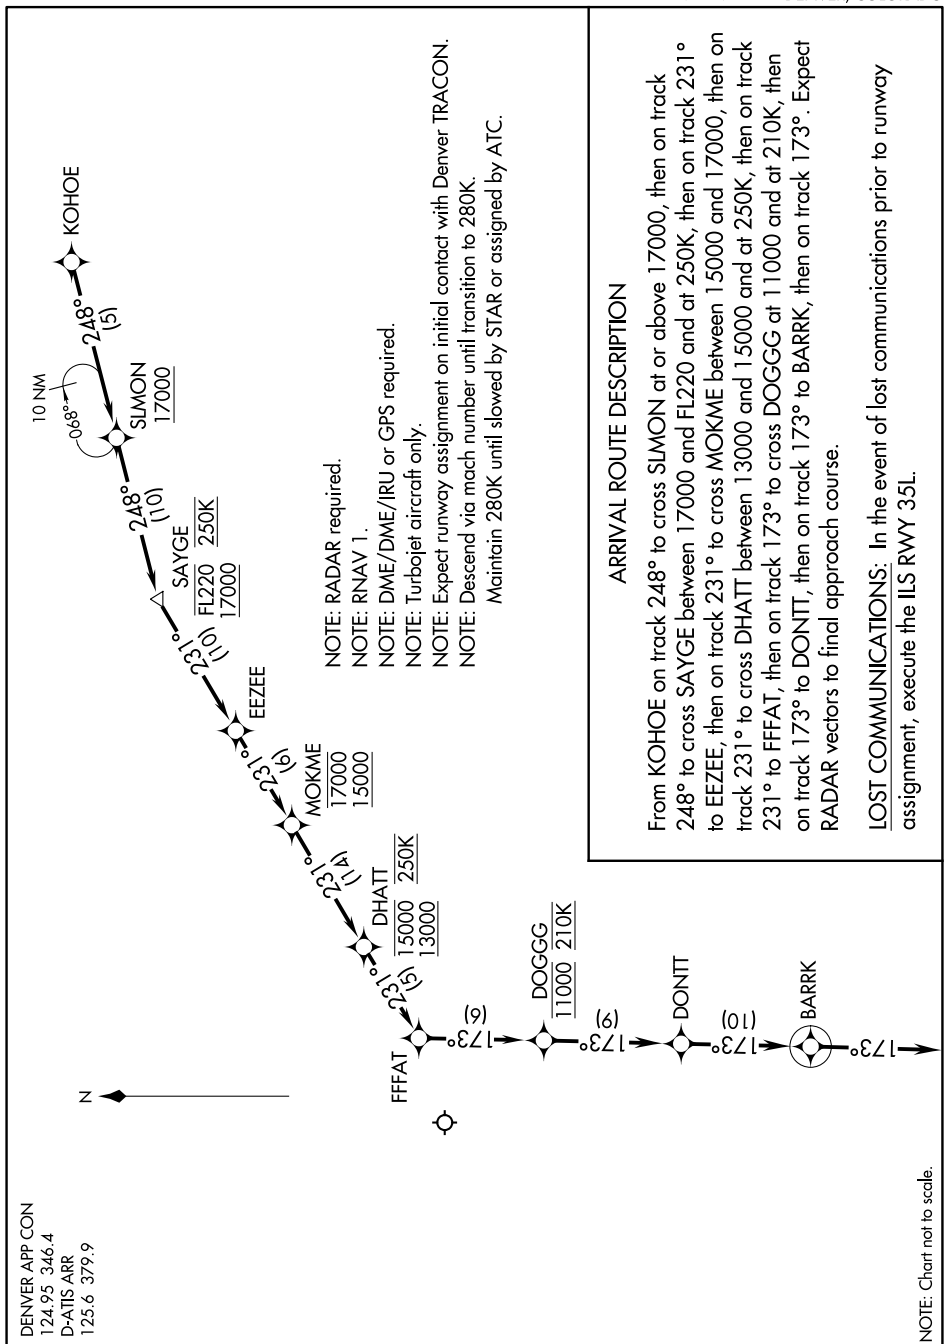 DENVER APP CON
124.95 346.4
D-ATIS ARR
125.6 379.9
N
KOHOE
248°
(5)
10 NM
068°
SLMON
17000
248°
(10)
SAYGE
FL220 250K
17000
231°
(10)
EEZEE
231°
(6)
MOKME
17000
15000
231°
(14)
DHATT
15000 250K
13000
231°
(5)
FFFAT
173°
(6)
DOGGG
11000 210K
173°
(9)
DONTT
173°
(10)
BARRK
173°
NOTE: RADAR required.
NOTE: RNAV 1.
NOTE: DME/DME/IRU or GPS required.
NOTE: Turbojet aircraft only.
NOTE: Expect runway assignment on initial contact with Denver TRACON.
NOTE: Descend via mach number until transition to 280K.
Maintain 280K until slowed by STAR or assigned by ATC.
ARRIVAL ROUTE DESCRIPTION
From KOHOE on track 248° to cross SLMON at or above 17000, then on track
248° to cross SAYGE between 17000 and FL220 and at 250K, then on track 231°
to EEZEE, then on track 231° to cross MOKME between 15000 and 17000, then on
track 231° to cross DHATT between 13000 and 15000 and at 250K, then on track
231° to FFFAT, then on track 173° to cross DOGGG at 11000 and at 210K, then
on track 173° to DONTT, then on track 173° to BARRK, then on track 173°. Expect
RADAR vectors to final approach course.
LOST COMMUNICATIONS: In the event of lost communications prior to runway
assignment, execute the ILS RWY 35L.
NOTE: Chart not to scale.